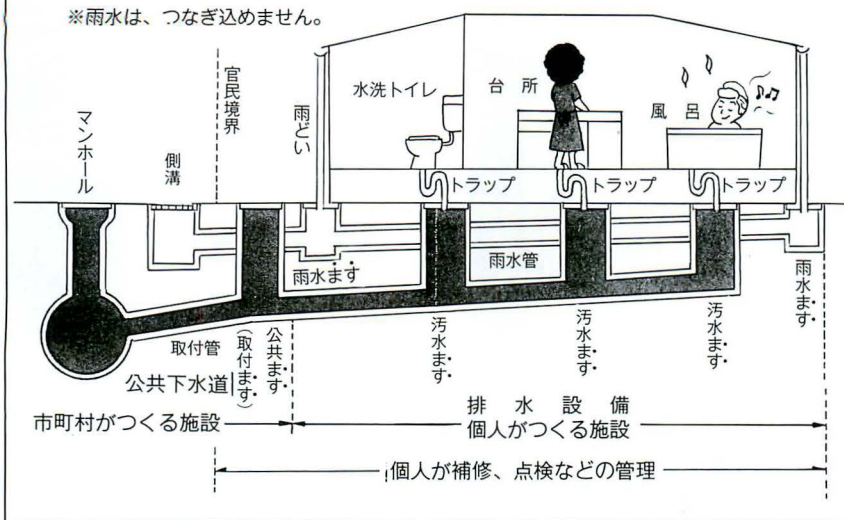 ※雨水は、つなぎ込めません。
マンホール
側溝
官民境界
雨どい
水洗トイレ
台所
風呂
トラップ
トラップ
トラップ
雨水ます
雨水管
雨水ます
汚水ます
汚水ます
汚水ます
取付管
公共ます
(取付ます)
公共下水道
市町村がつくる施設
排水設備
個人がつくる施設
個人が補修、点検などの管理